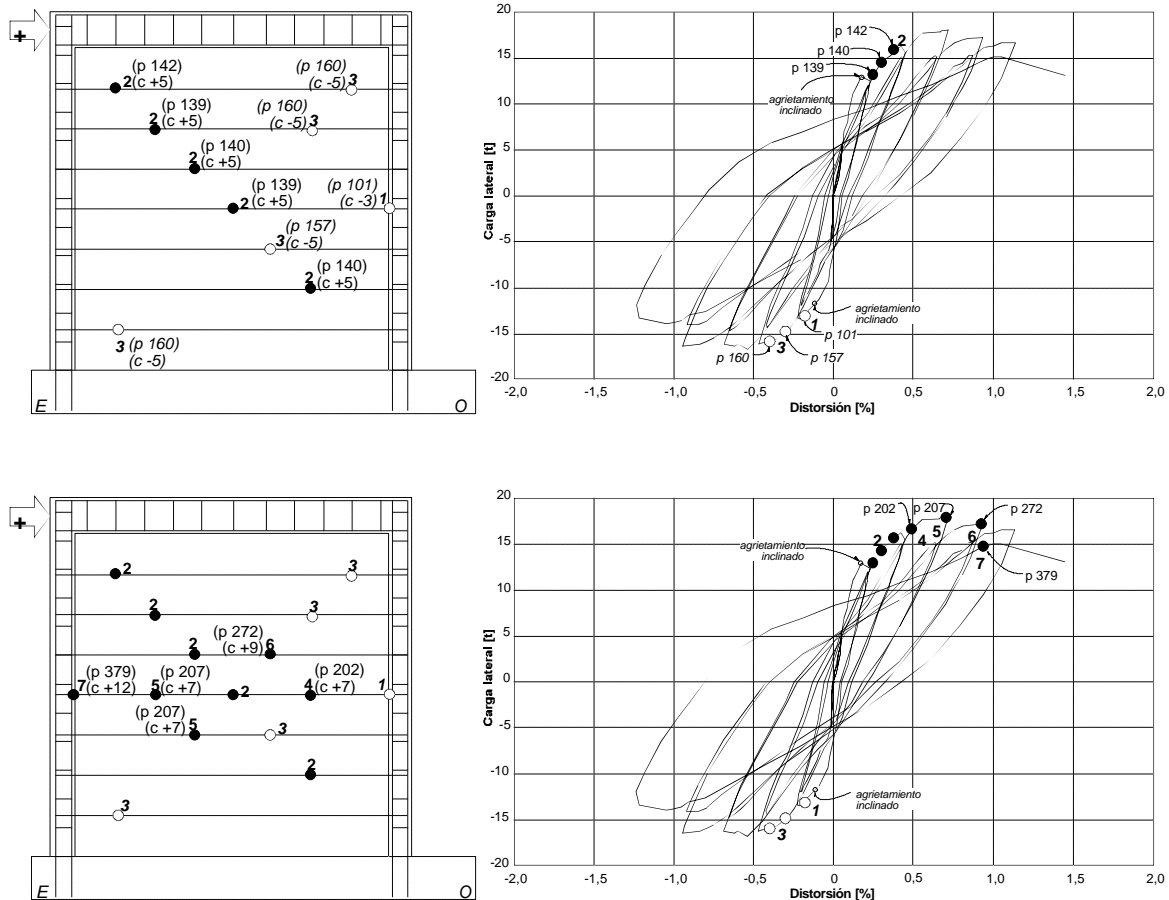 +
(p 142)
2 (c +5)
(p 160)
(c -5) 3
(p 139)
2 (c +5)
(p 160)
(c -5) 3
(p 140)
2 (c +5)
(p 139)
2 (c +5)
(p 101)
(c -3) 1
(p 157)
3 (c -5)
(p 140)
2 (c +5)
3 (p 160)
(c -5)
E
O
Carga lateral [t]
20
15
10
5
0
-5
-10
-15
-20
-2,0 -1,5 -1,0 -0,5 0,0 0,5 1,0 1,5 2,0
Distorsión [%]
p 142
2
p 140
p 139
agrietamiento
inclinado
agrietamiento
inclinado
1
p 101
3
p 160
p 157
+
2
3
2
3
(p 272)
2 (c +9) 6
(p 379)
7 (c +12)
(p 207)
5 (c +7)
2
(p 202)
4 (c +7)
1
(p 207)
(c +7) 5
3
2
3
E
O
Carga lateral [t]
20
15
10
5
0
-5
-10
-15
-20
-2,0 -1,5 -1,0 -0,5 0,0 0,5 1,0 1,5 2,0
Distorsión [%]
p 202
p 207
p 272
2
4
5
6
7
p 379
agrietamiento
inclinado
agrietamiento
inclinado
1
3